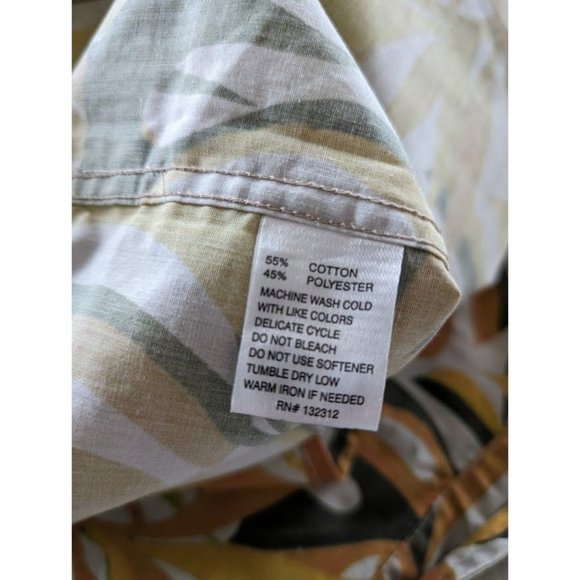 55% COTTON
45% POLYESTER
MACHINE WASH COLD
WITH LIKE COLORS
DELICATE CYCLE
DO NOT BLEACH
DO NOT USE SOFTENER
TUMBLE DRY LOW
WARM IRON IF NEEDED
RN# 132312